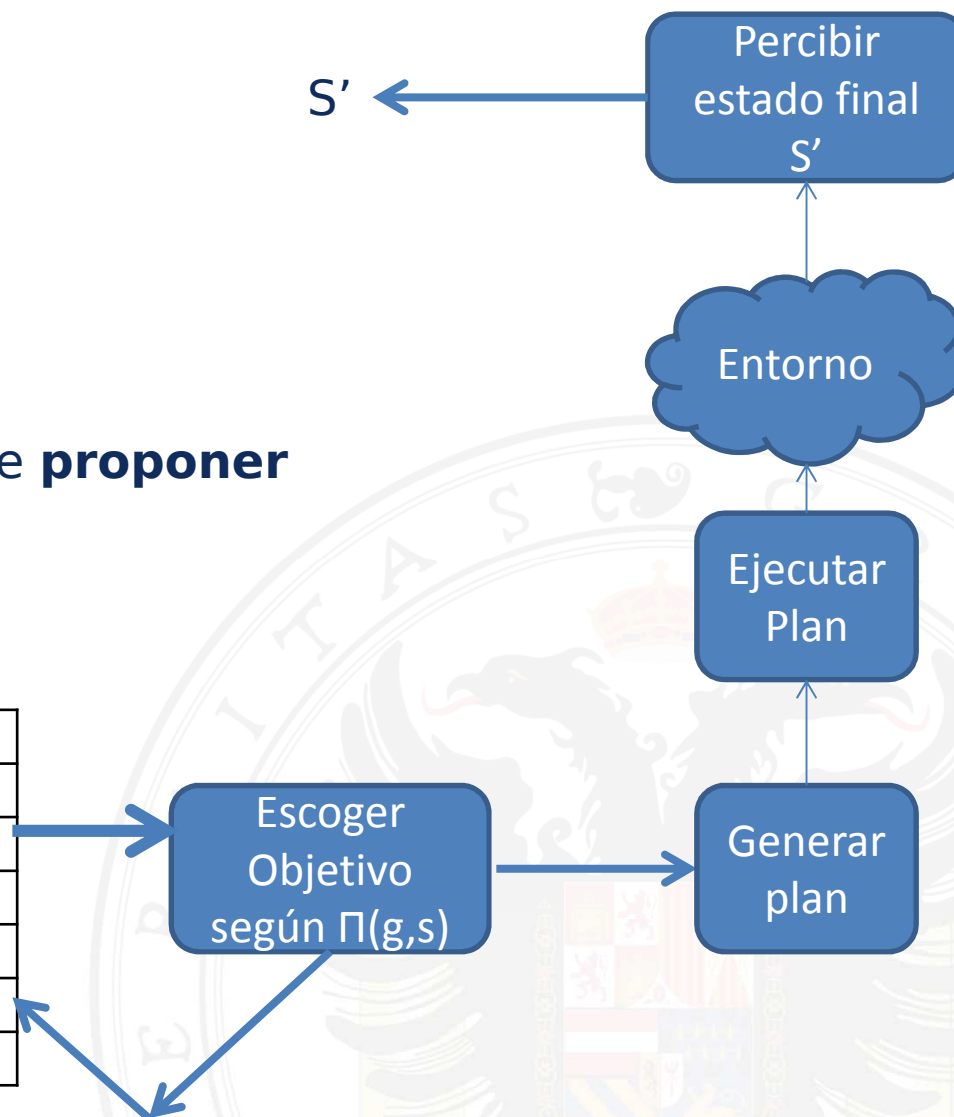 Percibir
estado final
S’
S’
Entorno
e proponer
Ejecutar
Plan
Escoger
Objetivo
según Π(g,s)
Generar
plan